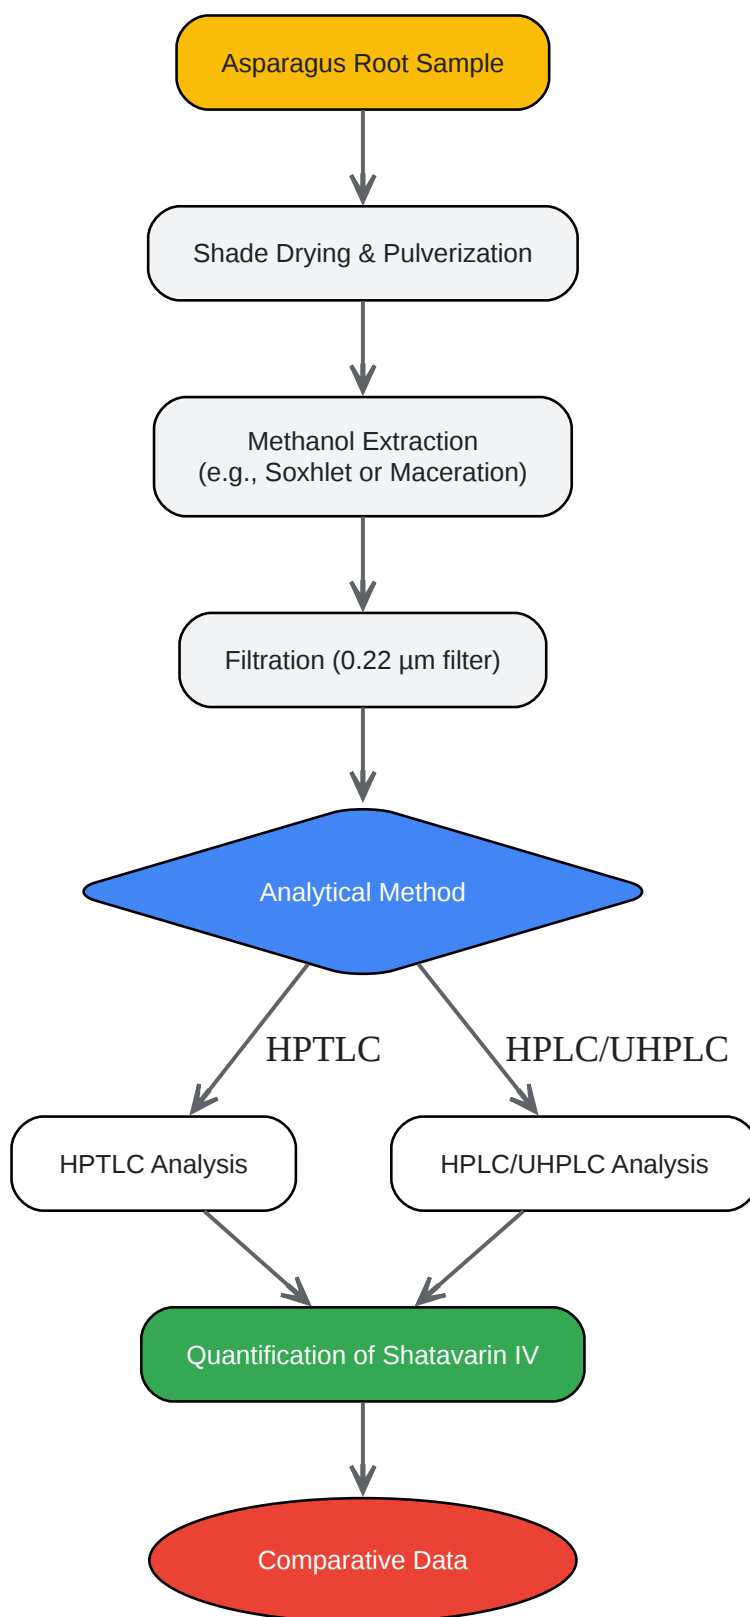 Asparagus Root Sample
Shade Drying & Pulverization
Methanol Extraction
(e.g., Soxhlet or Maceration)
Filtration (0.22 µm filter)
Analytical Method
HPTLC
HPLC/UHPLC
HPTLC Analysis
HPLC/UHPLC Analysis
Quantification of Shatavarin IV
Comparative Data